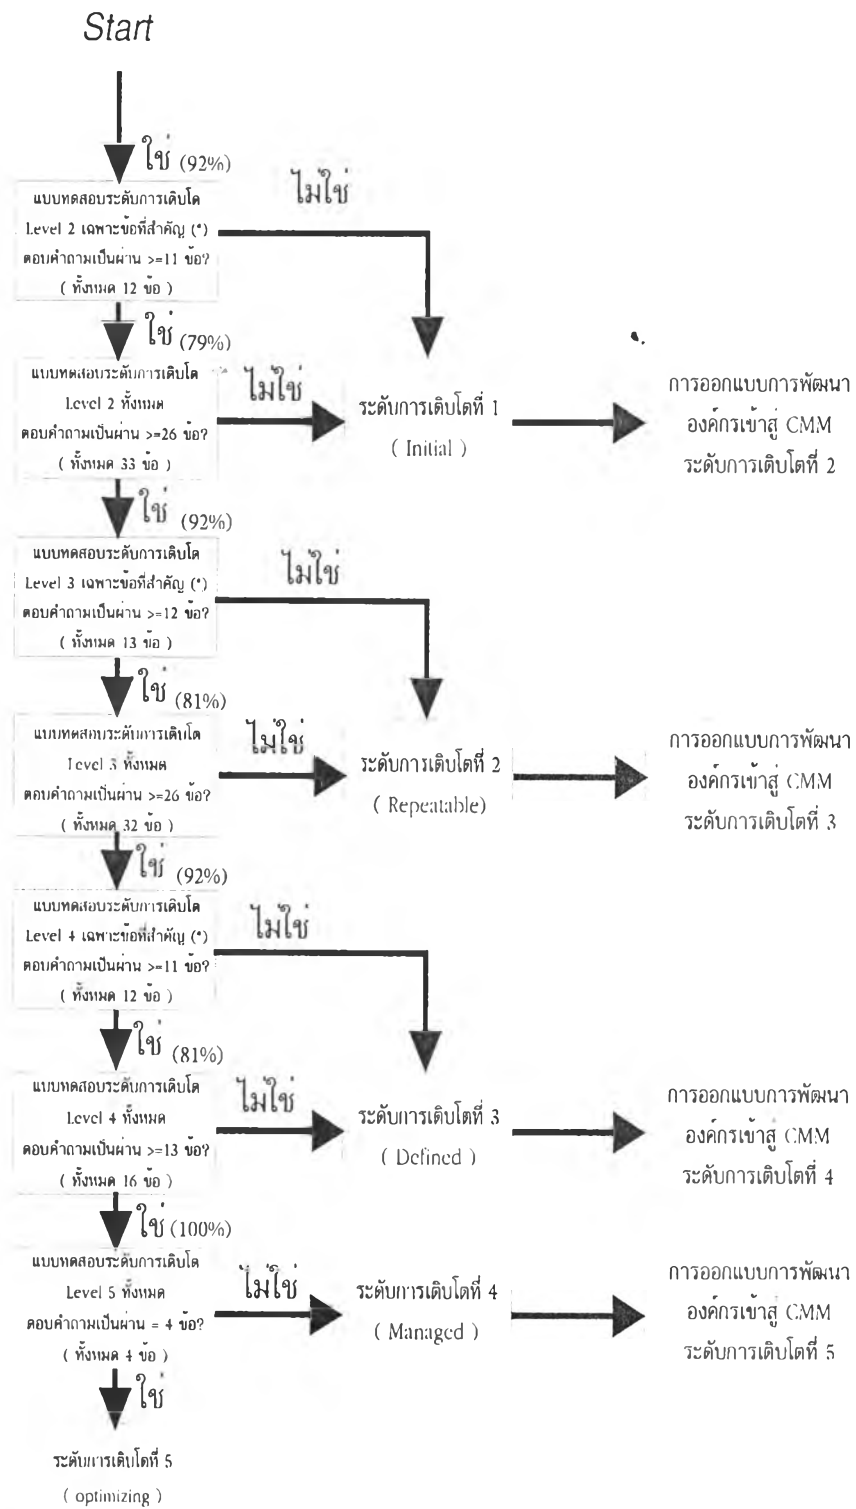 Start
ใช่ (92%)
ไม่ใช่
แบบทดสอบระดับการเติบโต
Level 2 เฉพาะข้อที่สำคัญ (*)
ตอบคำถามเป็นผ่าน >=11 ข้อ?
( ทั้งหมด 12 ข้อ )
ใช่ (79%)
แบบทดสอบระดับการเติบโต
Level 2 ทั้งหมด
ตอบคำถามเป็นผ่าน >=26 ข้อ?
( ทั้งหมด 33 ข้อ )
ไม่ใช่
ระดับการเติบโตที่ 1
( Initial )
การออกแบบการพัฒนา
องค์กรเข้าสู่ CMM
ระดับการเติบโตที่ 2
ใช่ (92%)
แบบทดสอบระดับการเติบโต
Level 3 เฉพาะข้อที่สำคัญ (*)
ตอบคำถามเป็นผ่าน >=12 ข้อ?
( ทั้งหมด 13 ข้อ )
ไม่ใช่
ใช่ (81%)
แบบทดสอบระดับการเติบโต
Level 3 ทั้งหมด
ตอบคำถามเป็นผ่าน >=26 ข้อ?
( ทั้งหมด 32 ข้อ )
ไม่ใช่
ระดับการเติบโตที่ 2
( Repeatable)
การออกแบบการพัฒนา
องค์กรเข้าสู่ CMM
ระดับการเติบโตที่ 3
ใช่ (92%)
แบบทดสอบระดับการเติบโต
Level 4 เฉพาะข้อที่สำคัญ (*)
ตอบคำถามเป็นผ่าน >=11 ข้อ?
( ทั้งหมด 12 ข้อ )
ไม่ใช่
ใช่ (81%)
แบบทดสอบระดับการเติบโต
Level 4 ทั้งหมด
ตอบคำถามเป็นผ่าน >=13 ข้อ?
( ทั้งหมด 16 ข้อ )
ไม่ใช่
ระดับการเติบโตที่ 3
( Defined )
การออกแบบการพัฒนา
องค์กรเข้าสู่ CMM
ระดับการเติบโตที่ 4
ใช่ (100%)
แบบทดสอบระดับการเติบโต
Level 5 ทั้งหมด
ตอบคำถามเป็นผ่าน = 4 ข้อ?
( ทั้งหมด 4 ข้อ )
ไม่ใช่
ระดับการเติบโตที่ 4
( Managed )
การออกแบบการพัฒนา
องค์กรเข้าสู่ CMM
ระดับการเติบโตที่ 5
ใช่
ระดับการเติบโตที่ 5
( optimizing )